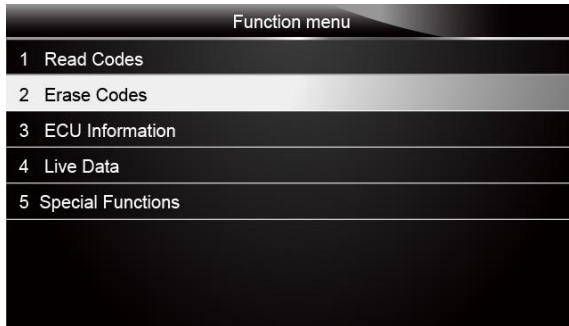 Function menu
1 Read Codes
2 Erase Codes
3 ECU Information
4 Live Data
5 Special Functions